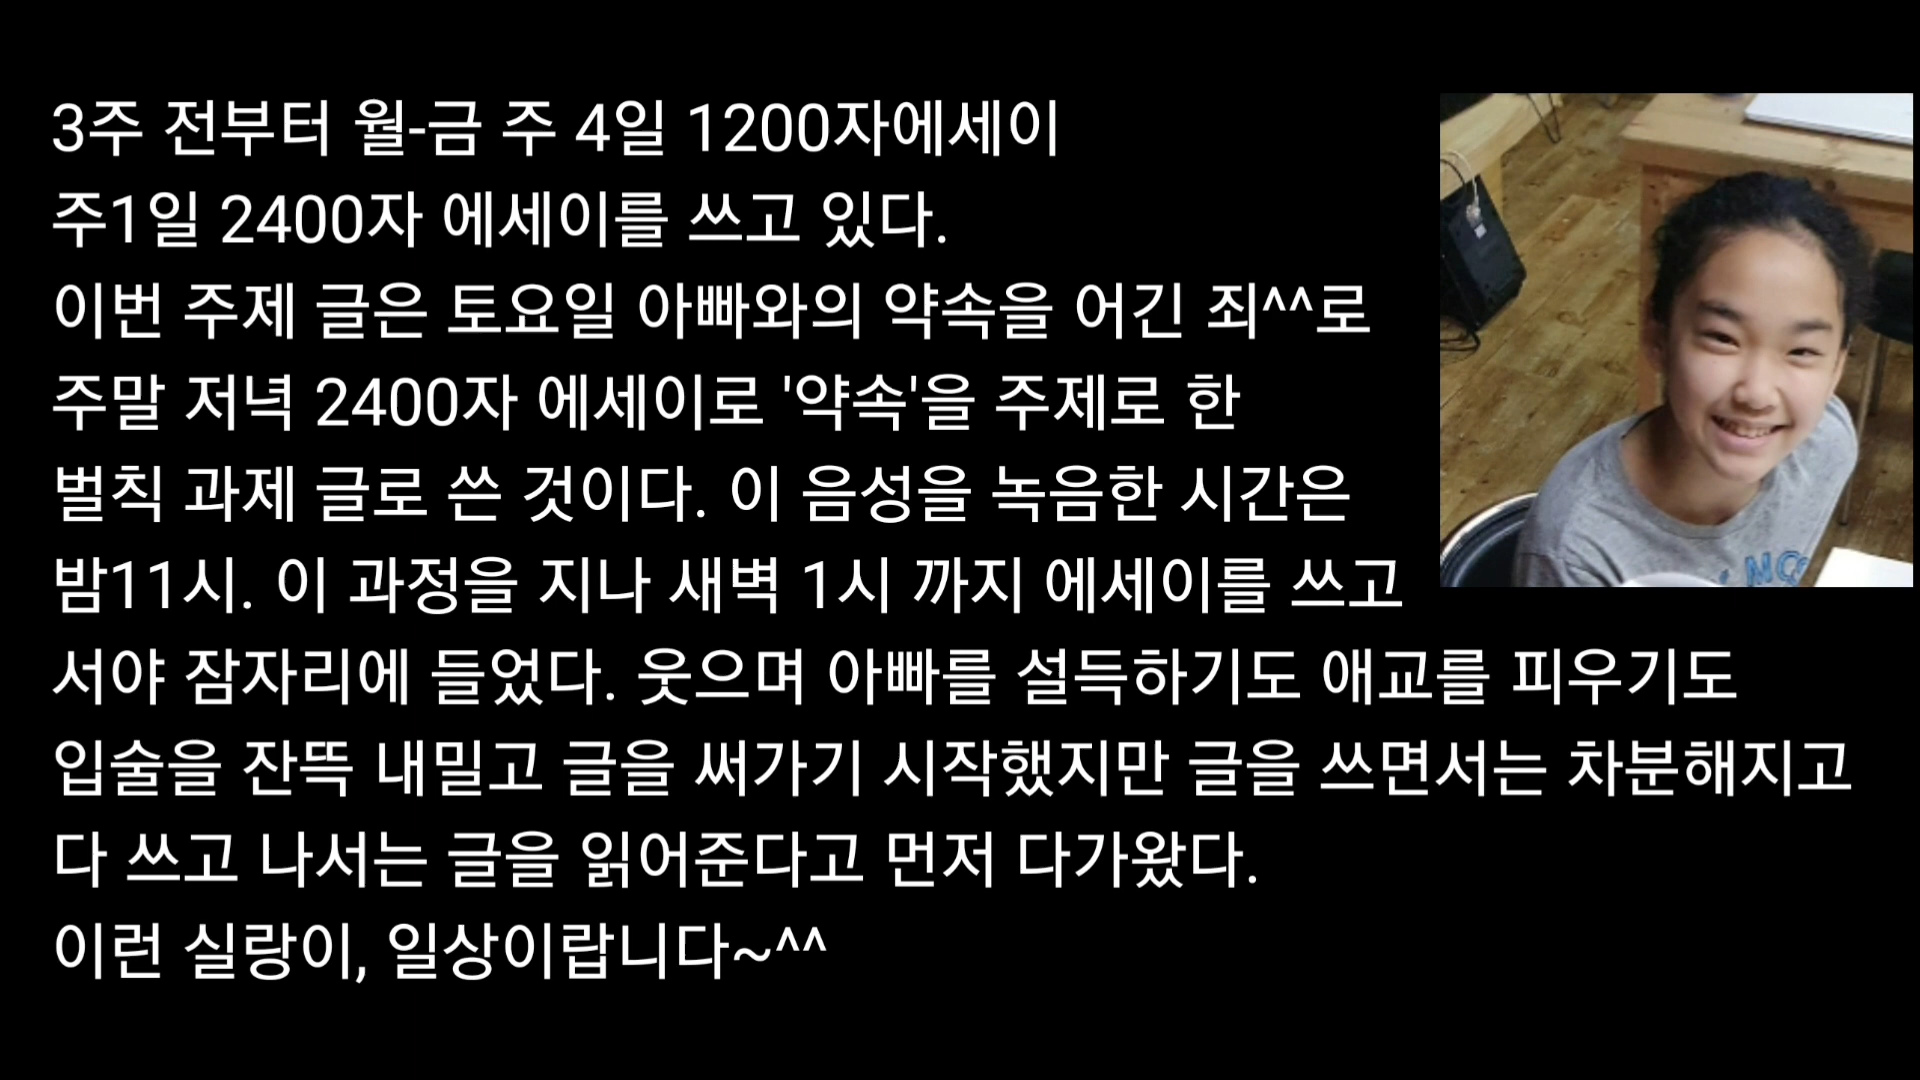 3주 전부터 월-금 주 4일 1200자에세이
주1일 2400자 에세이를 쓰고 있다.
이번 주제 글은 토요일 아빠와의 약속을 어긴 죄^^로
주말 저녁 2400자 에세이로 '약속'을 주제로 한
벌칙 과제 글로 쓴 것이다. 이 음성을 녹음한 시간은
밤11시. 이 과정을 지나 새벽 1시 까지 에세이를 쓰고
서야 잠자리에 들었다. 웃으며 아빠를 설득하기도 애교를 피우기도
입술을 잔뜩 내밀고 글을 써가기 시작했지만 글을 쓰면서는 차분해지고
다 쓰고 나서는 글을 읽어준다고 먼저 다가왔다.
이런 실랑이, 일상이랍니다~^^